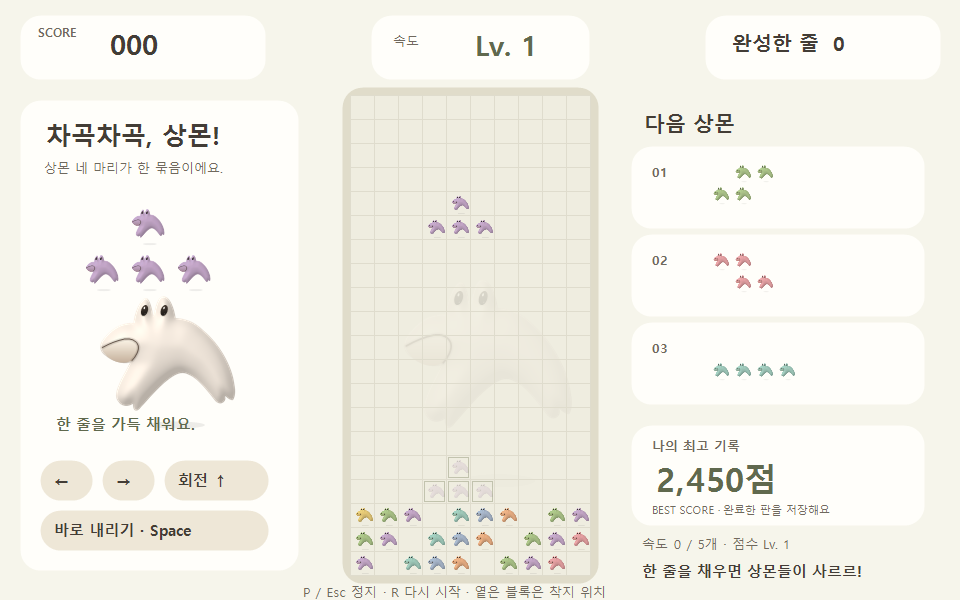 SCORE
000
속도
Lv. 1
완성한 줄 0
차곡차곡, 상몬!
상몬 네 마리가 한 묶음이에요.
한 줄을 가득 채워요.
←
→
회전 ↑
바로 내리기 · Space
다음 상몬
01
02
03
나의 최고 기록
2,450점
BEST SCORE · 완료한 판을 저장해요
속도 0 / 5개 · 점수 Lv. 1
한 줄을 채우면 상몬들이 사르르!
P / Esc 정지 · R 다시 시작 · 옅은 블록은 착지 위치